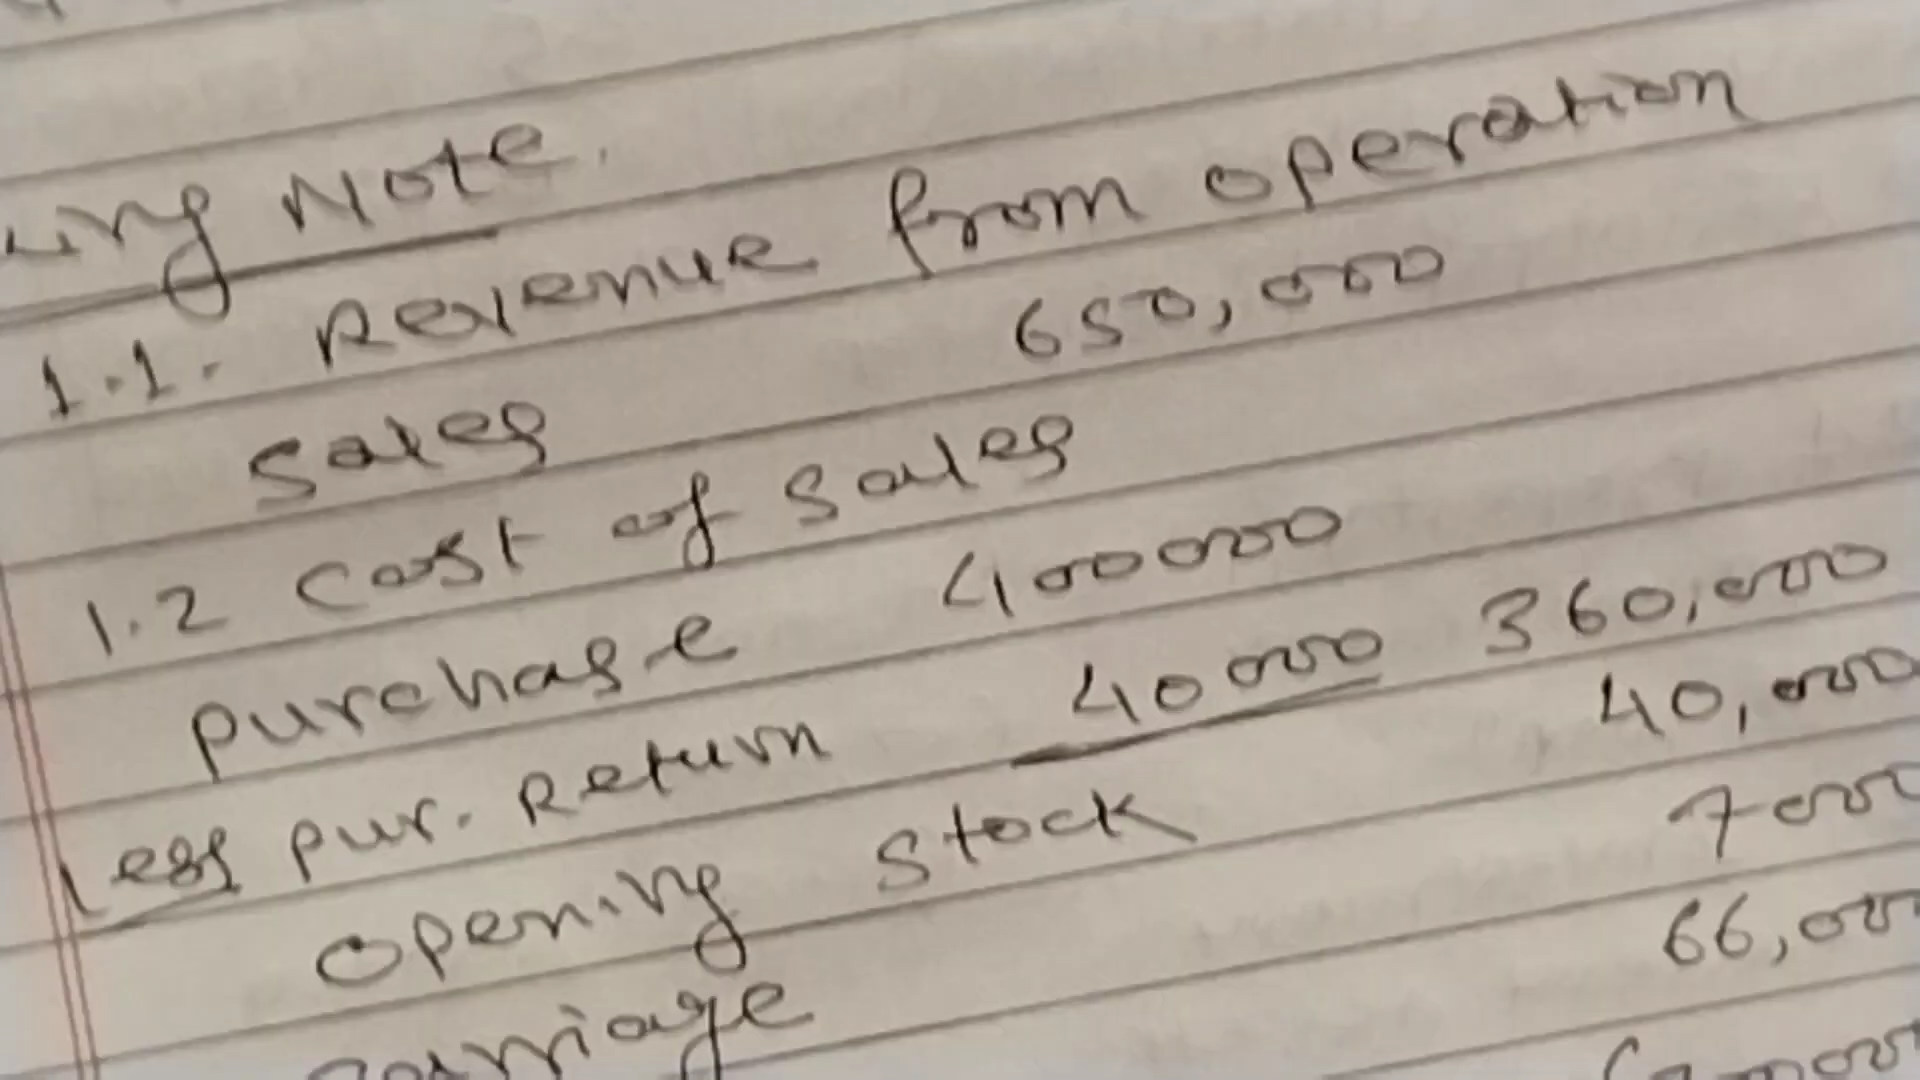 Note.
1.1. Revenue from operation
Sales 650,000
1.2 Cost of Sales
Purchase 400000
Less pur. Return 40000 360,000
Opening Stock 40,000
Carriage 7000
66,000